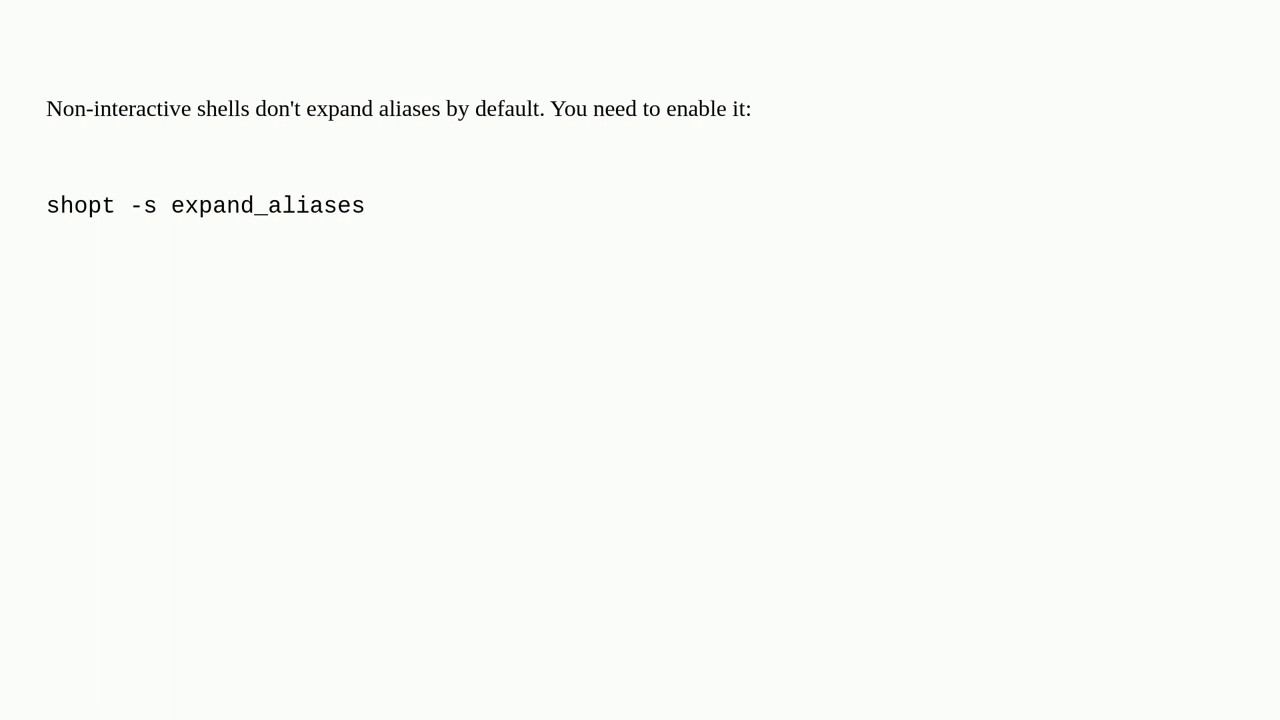 Non-interactive shells don't expand aliases by default. You need to enable it:
shopt -s expand_aliases